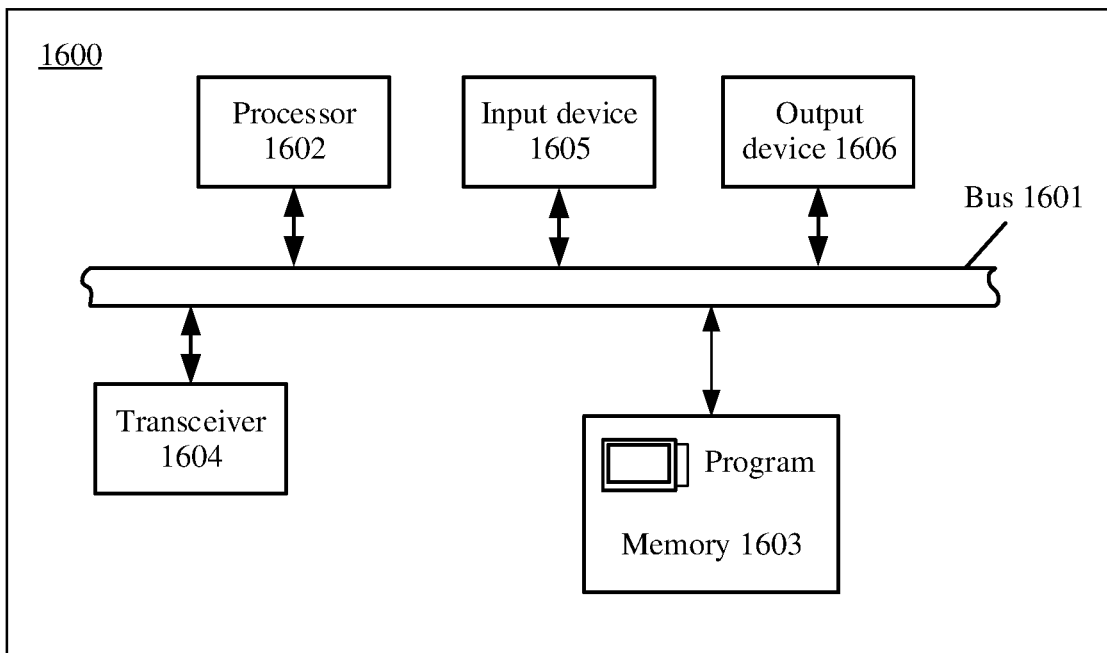 1600
Processor
1602
Input device
1605
Output
device 1606
Bus 1601
Transceiver
1604
Program
Memory 1603